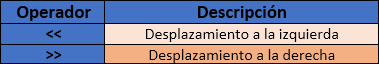 Operador Descripción
<< Desplazamiento a la izquierda
>> Desplazamiento a la derecha